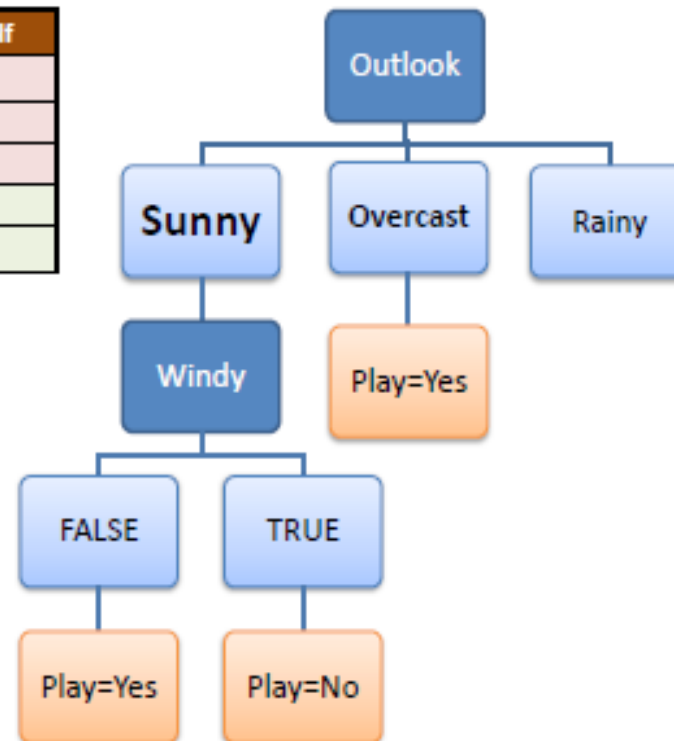 Outlook
Sunny
Overcast
Rainy
Windy
Play=Yes
FALSE
TRUE
Play=Yes
Play=No